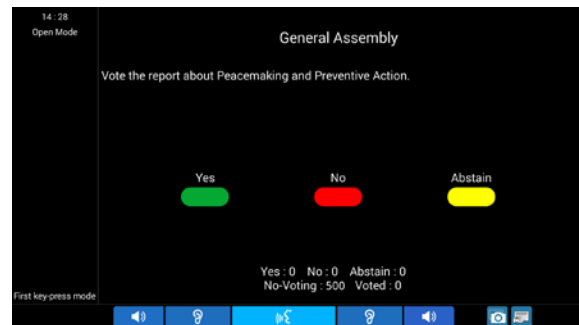 14 : 28
Open Mode
General Assembly
Vote the report about Peacemaking and Preventive Action.
Yes No Abstain
Yes : 0 No : 0 Abstain : 0
No-Voting : 500 Voted : 0
First key-press mode